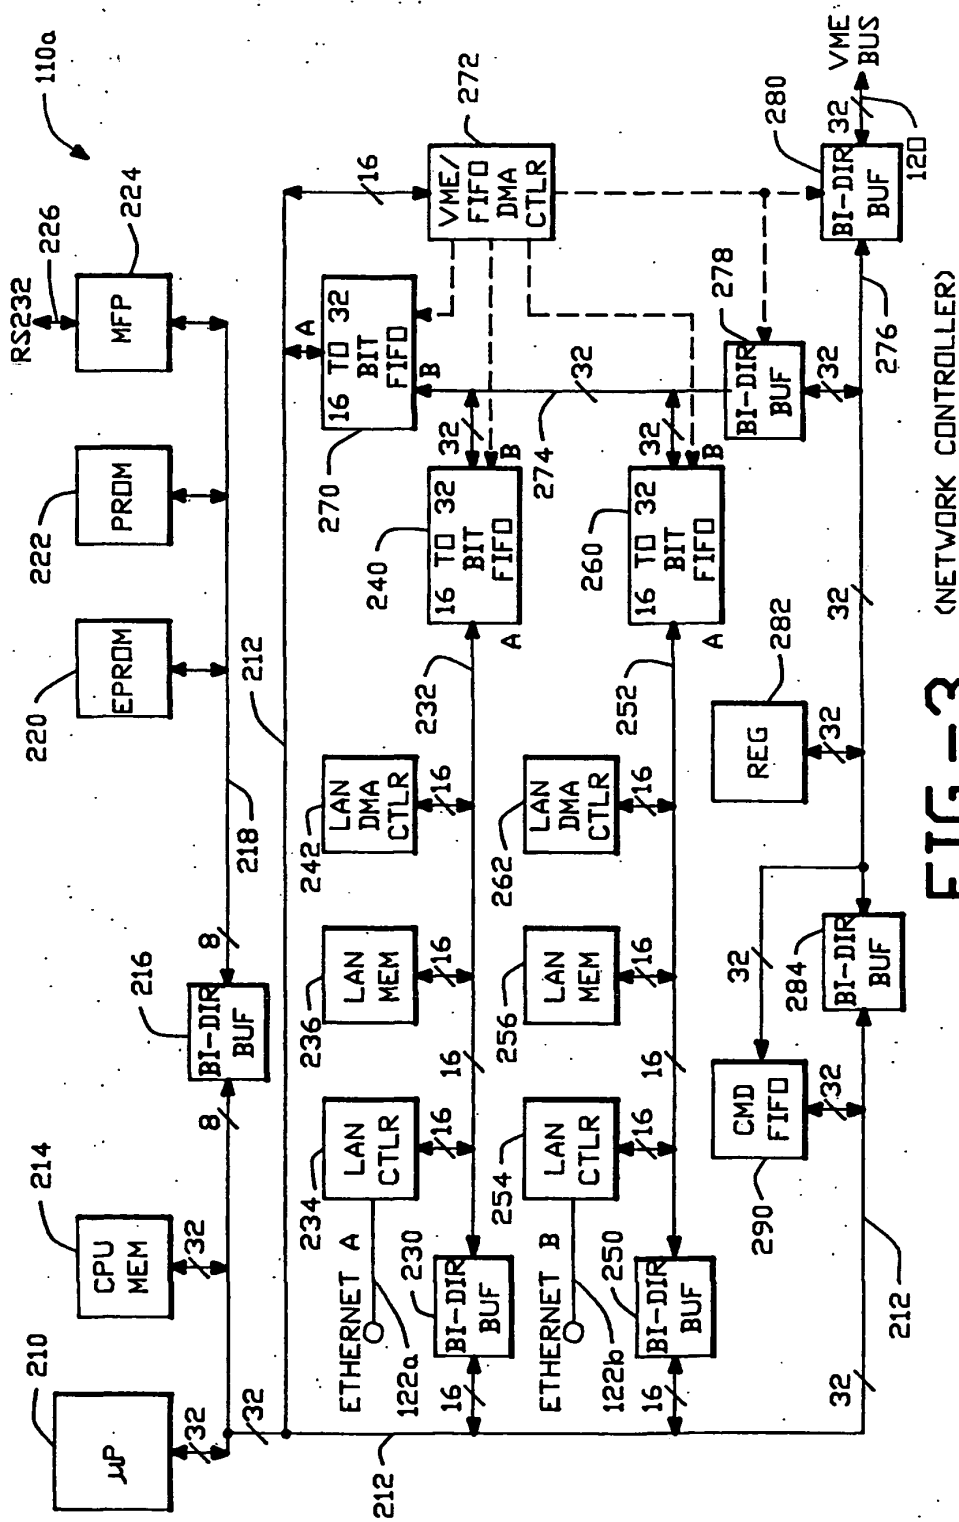 110a
RS232
226
224
MFP
222
PROM
220
EPROM
218
8
216
BI-DIR
BUF
8
214
CPU
MEM
32
210
µP
32
32
212
16
272
VME/
FIFO
DMA
CTLR
A
16 TO 32
BIT
FIFO
B
270
32
274
278
BI-DIR
BUF
32
280
BI-DIR
BUF
32
VME
BUS
120
276
240
16 TO 32
BIT
FIFO
32
B
A
232
242
LAN
DMA
CTLR
16
236
LAN
MEM
16
16
234
LAN
CTLR
16
ETHERNET A
122a
230
BI-DIR
BUF
16
260
16 TO 32
BIT
FIFO
32
B
A
252
262
LAN
DMA
CTLR
16
256
LAN
MEM
16
16
254
LAN
CTLR
16
ETHERNET B
122b
250
BI-DIR
BUF
16
212
282
REG
32
32
32
284
BI-DIR
BUF
290
CMD
FIFO
32
212
32
FIG-3
(NETWORK CONTROLLER)